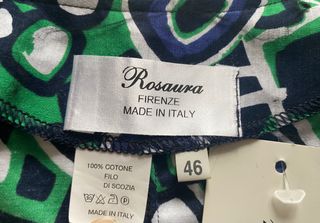 Rosaura
FIRENZE
MADE IN ITALY
100% COTONE
FILO
DI SCOZIA
46
MADE IN ITALY